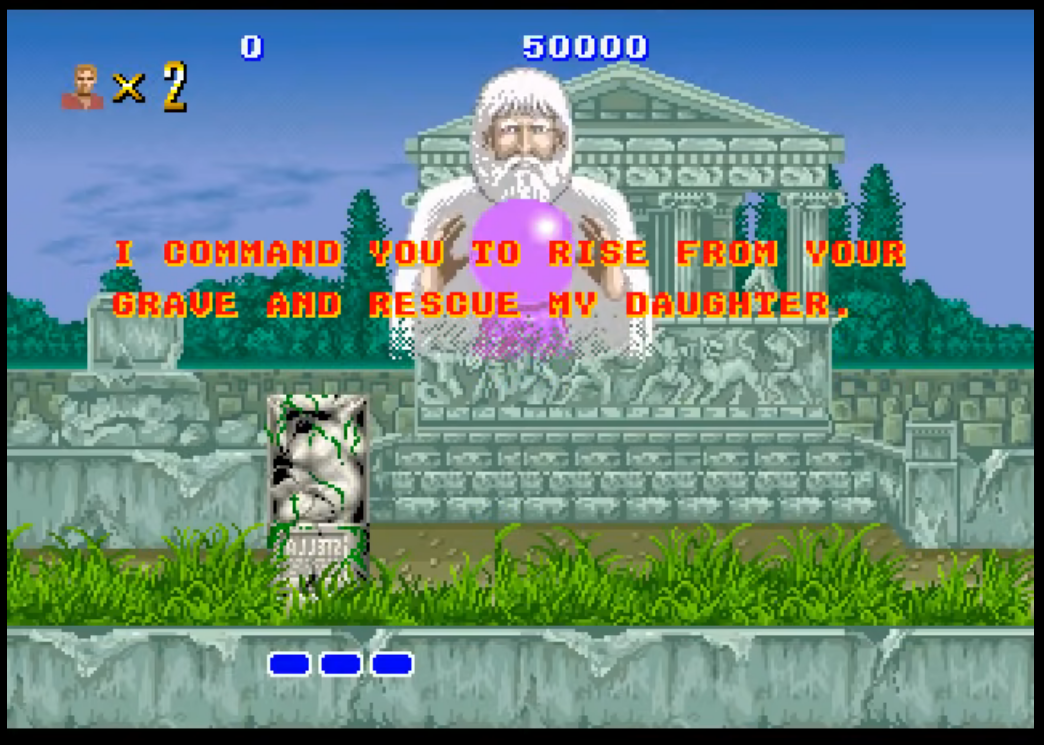 0 50000
× 2
I COMMAND YOU TO RISE FROM YOUR
GRAVE AND RESCUE MY DAUGHTER.